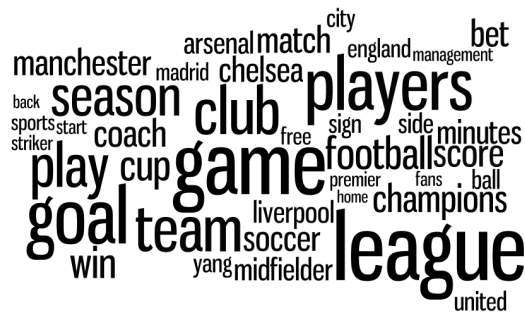 city
arsenal match england bet
manchester madrid chelsea management
back season club players
sports start coach free sign side minutes
striker play cup game football score
premier fans ball
home champions
goal team liverpool league
soccer
win yang midfielder
united